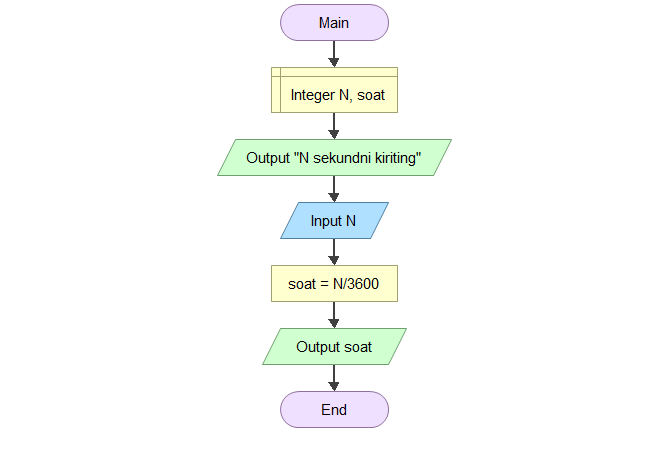 Main
Integer N, soat
Output "N sekundni kiriting"
Input N
soat = N/3600
Output soat
End